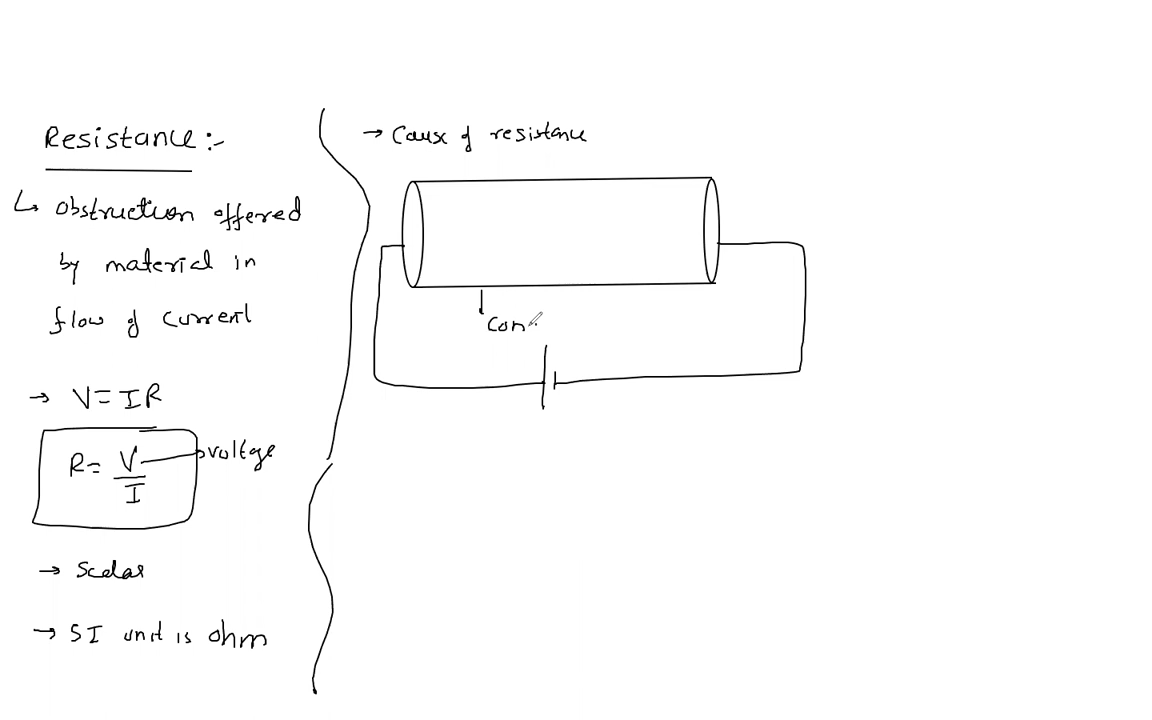 Resistance :-
↳ obstruction offered
by material in
flow of current
→ V=IR
R= V/I
voltge
→ Scalar
→ SI unit is ohm
→ Cause of resistance
Con